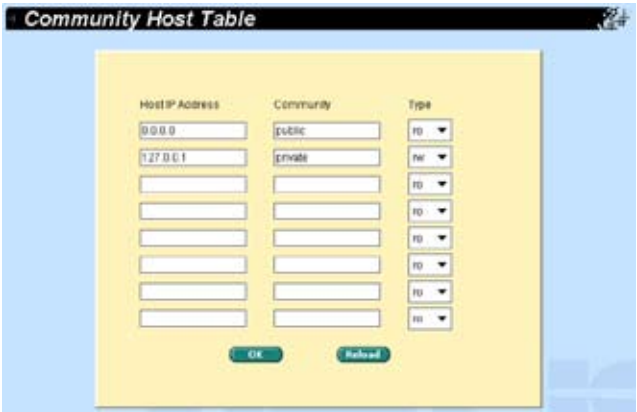 Community Host Table
Host IP Address Community Type
0.0.0.0 public ro
127.0.0.1 private rw
ro
ro
ro
ro
ro
ro
OK Reload